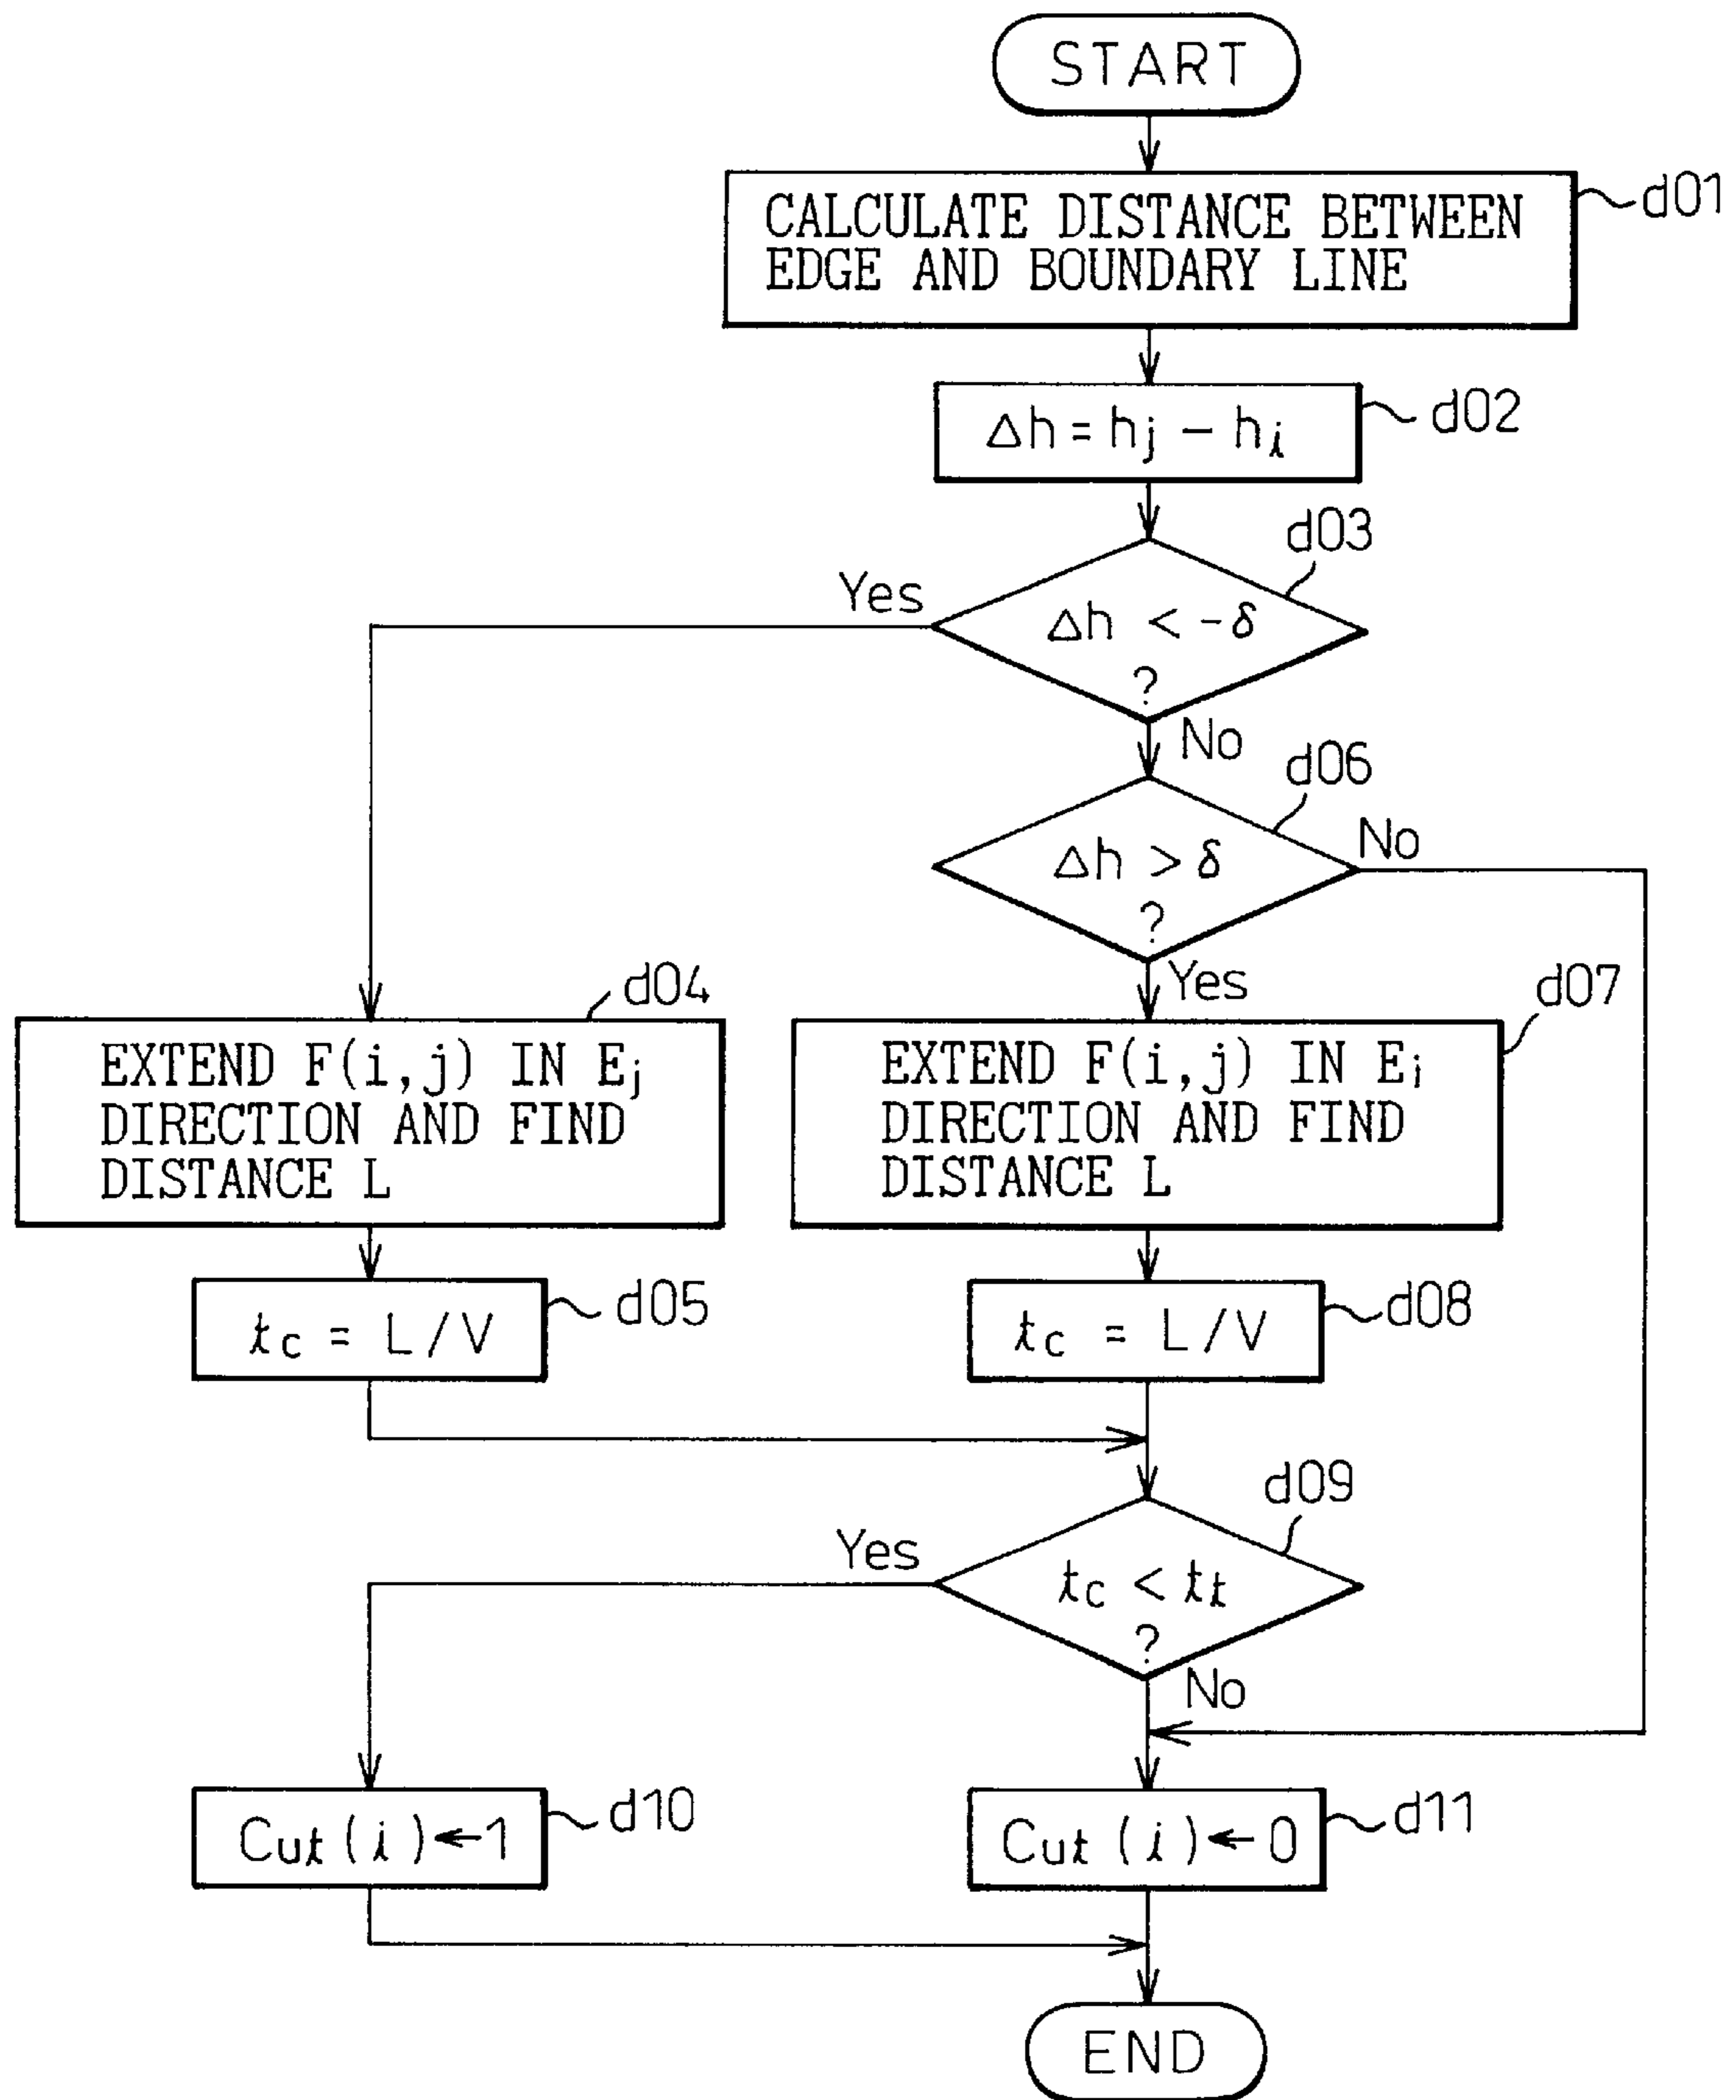 START
d01
CALCULATE DISTANCE BETWEEN
EDGE AND BOUNDARY LINE
d02
Δh = hj − hi
d03
Yes
Δh < -δ
?
No
d06
No
Δh > δ
?
Yes
d04
EXTEND F(i,j) IN Ej
DIRECTION AND FIND
DISTANCE L
d07
EXTEND F(i,j) IN Ei
DIRECTION AND FIND
DISTANCE L
d05
tc = L/V
d08
tc = L/V
d09
Yes
tc < tt
?
No
d10
Cut (i)←1
d11
Cut (i)←0
END